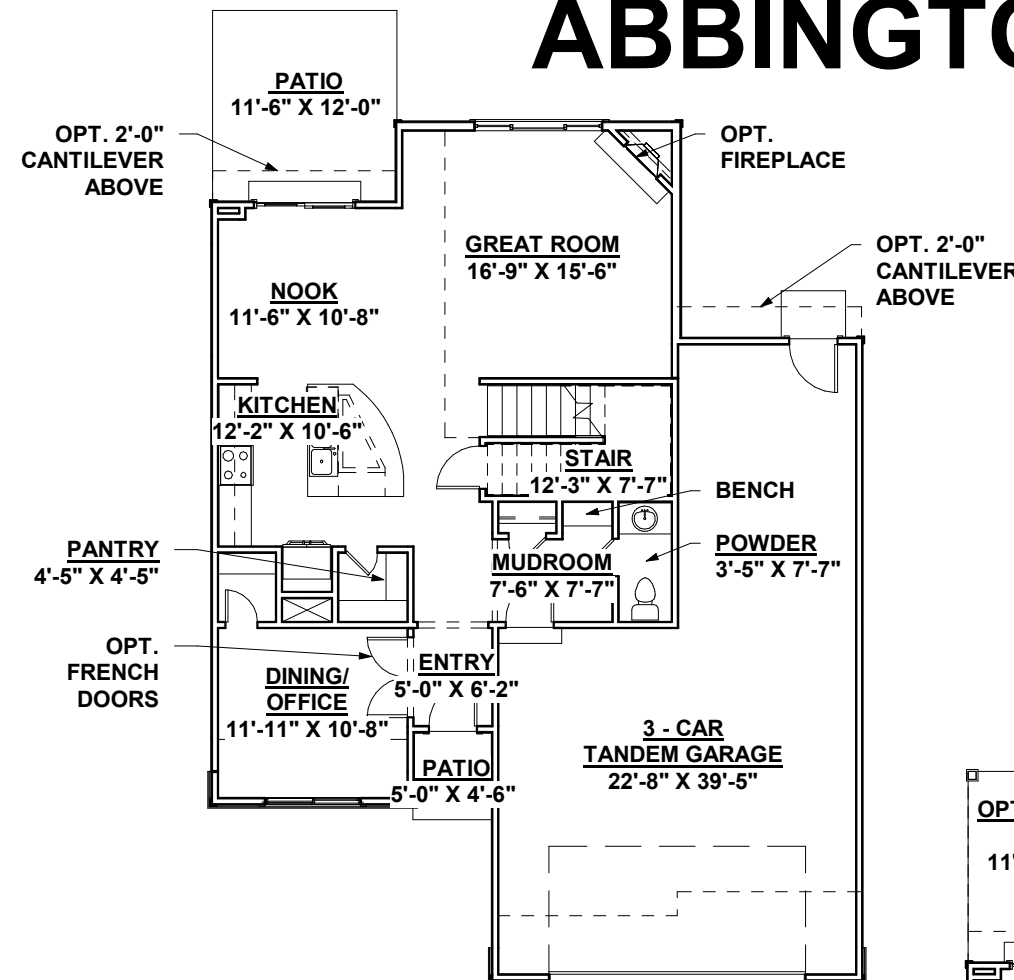 ABBINGTO
PATIO
11'-6" X 12'-0"
OPT. 2'-0"
CANTILEVER
ABOVE
OPT.
FIREPLACE
GREAT ROOM
16'-9" X 15'-6"
OPT. 2'-0"
CANTILEVER
ABOVE
NOOK
11'-6" X 10'-8"
KITCHEN
12'-2" X 10'-6"
STAIR
12'-3" X 7'-7"
BENCH
PANTRY
4'-5" X 4'-5"
MUDROOM
7'-6" X 7'-7"
POWDER
3'-5" X 7'-7"
OPT.
FRENCH
DOORS
ENTRY
5'-0" X 6'-2"
DINING/
OFFICE
11'-11" X 10'-8"
3 - CAR
TANDEM GARAGE
22'-8" X 39'-5"
PATIO
5'-0" X 4'-6"
OPT
11'